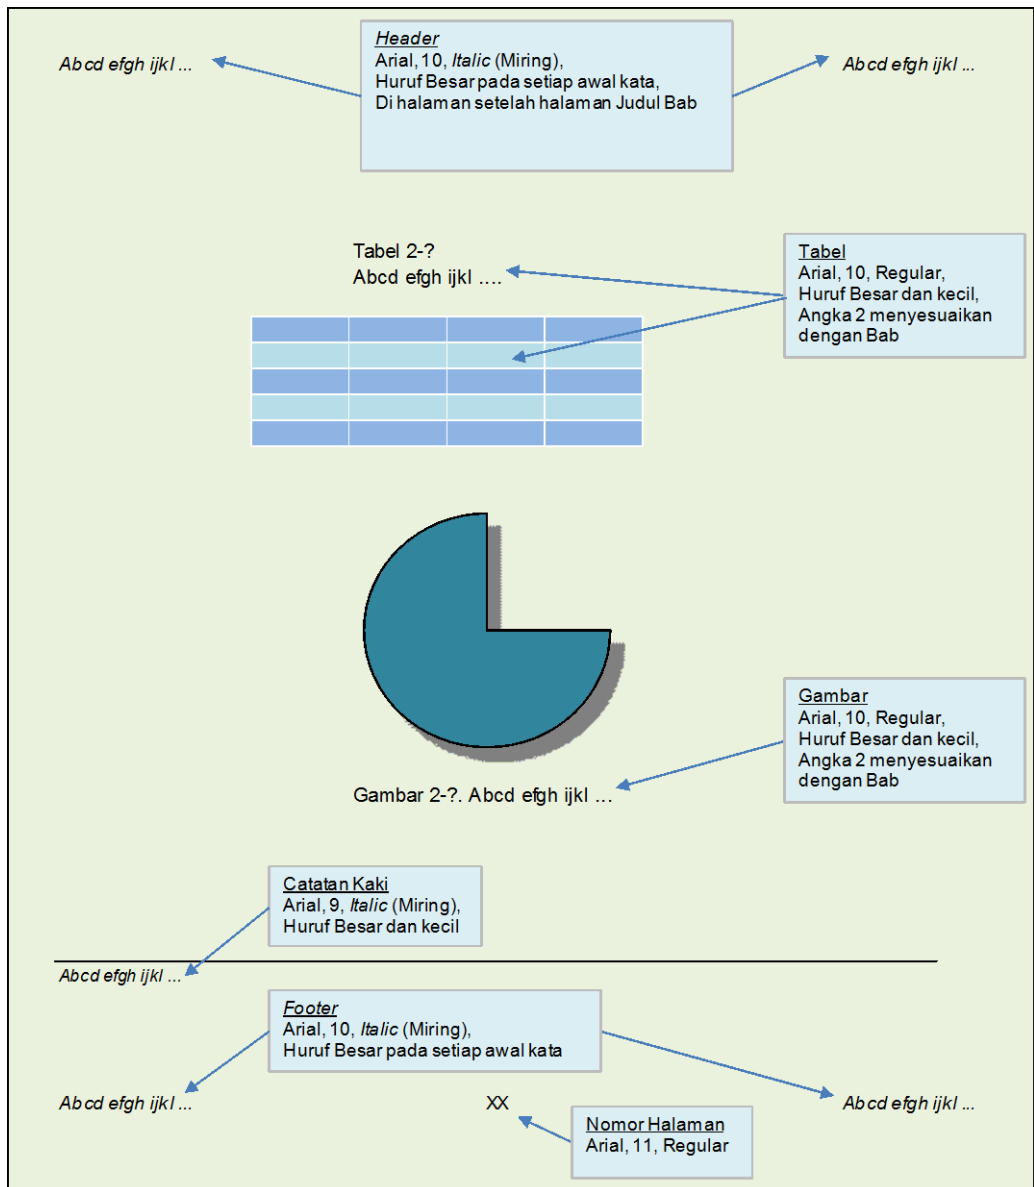 Header
Abcd efgh ijkl ...
Arial, 10, Italic (Miring),
Huruf Besar pada setiap awal kata,
Di halaman setelah halaman Judul Bab
Abcd efgh ijkl ...
Tabel 2-?
Abcd efgh ijkl ....
Tabel
Arial, 10, Regular,
Huruf Besar dan kecil,
Angka 2 menyesuaikan
dengan Bab
Gambar
Arial, 10, Regular,
Huruf Besar dan kecil,
Angka 2 menyesuaikan
dengan Bab
Gambar 2-?. Abcd efgh ijkl ...
Catatan Kaki
Arial, 9, Italic (Miring),
Huruf Besar dan kecil
Abcd efgh ijkl ...
Footer
Arial, 10, Italic (Miring),
Huruf Besar pada setiap awal kata
Abcd efgh ijkl ...
XX
Abcd efgh ijkl ...
Nomor Halaman
Arial, 11, Regular